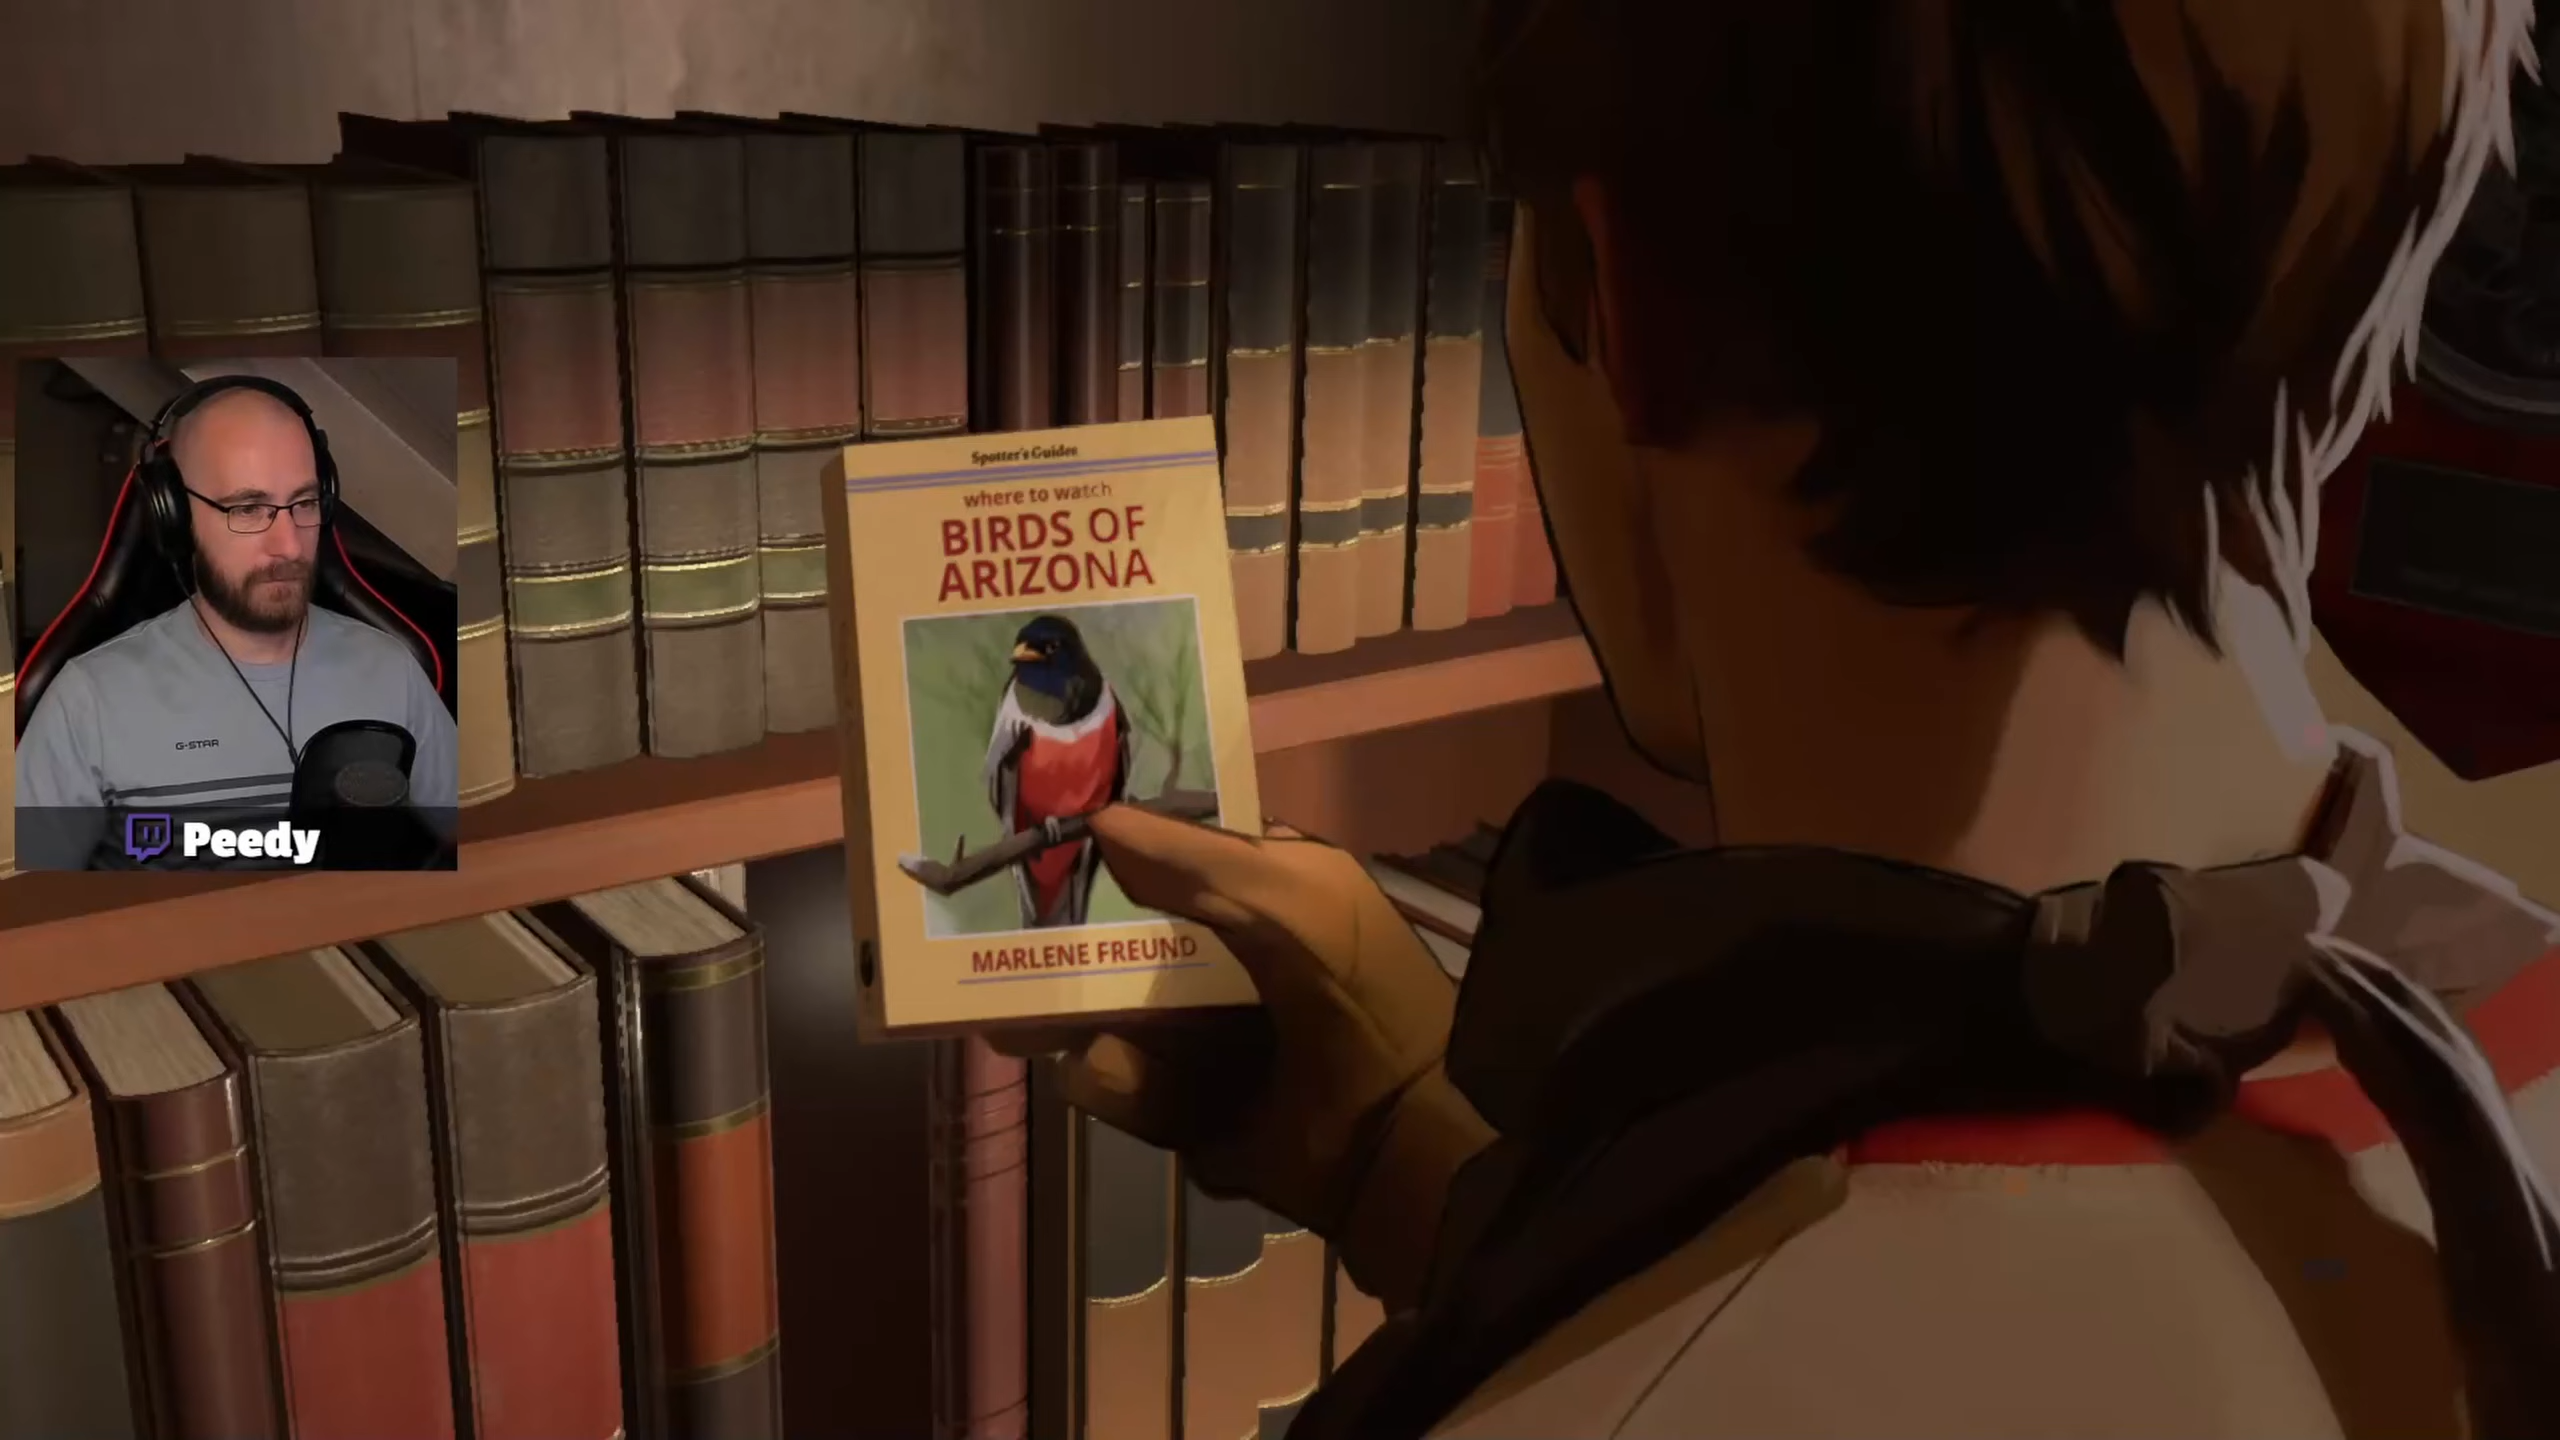 Spotter's Guides
where to watch
BIRDS OF
ARIZONA
MARLENE FREUND
G-STAR
Peedy